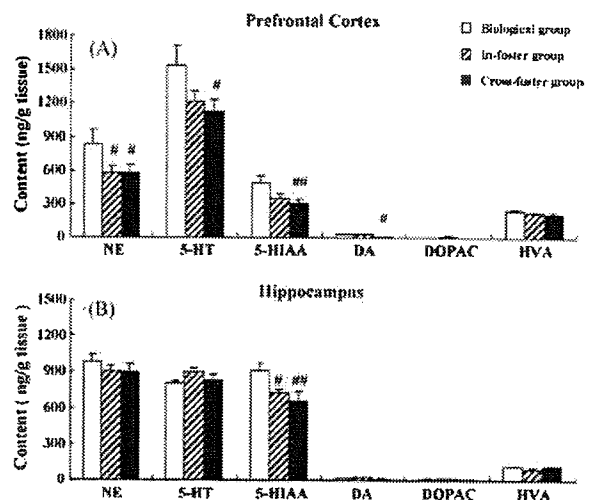 Prefrontal Cortex
(A)
Biological group
In-foster group
Cross-foster group
Content (ng/g tissue)
1800
1500
1200
900
600
300
0
# #
#
##
#
NE 5-HT 5-HIAA DA DOPAC HVA
Hippocampus
(B)
Content ( ng/g tissue )
1500
1200
900
600
300
0
# ##
NE 5-HT 5-HIAA DA DOPAC HVA